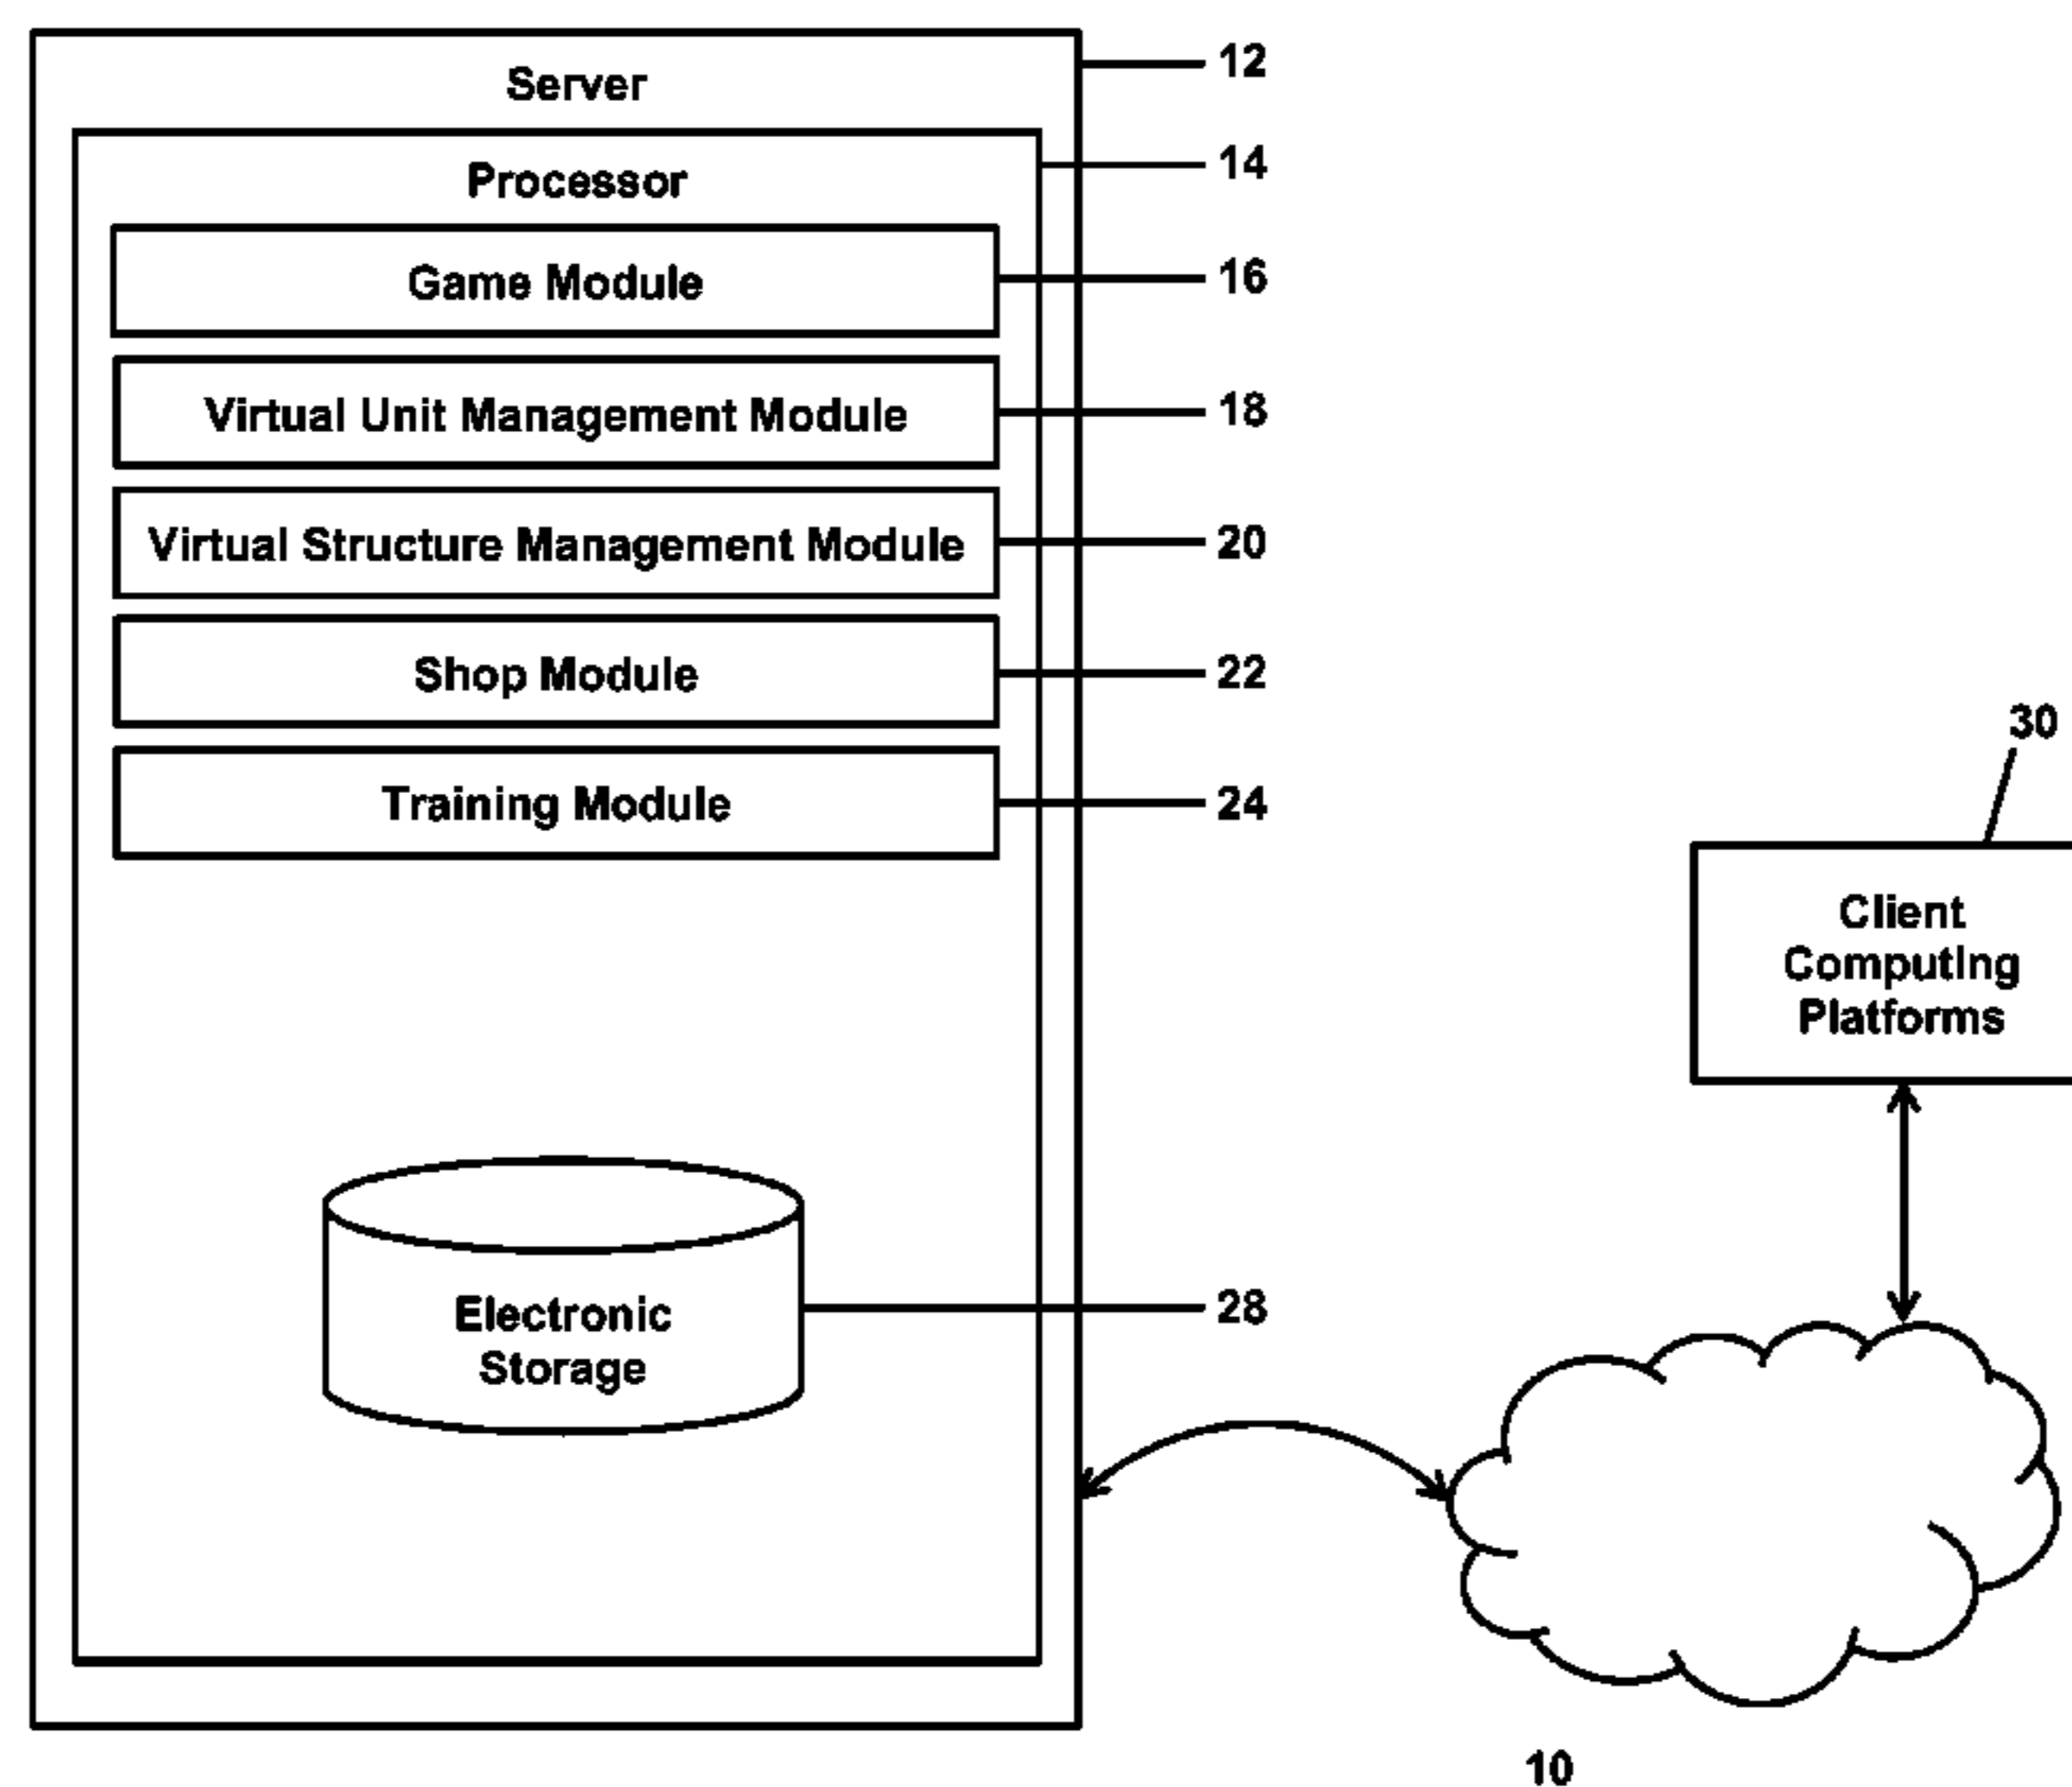 Server
12
Processor
14
Game Module
16
Virtual Unit Management Module
18
Virtual Structure Management Module
20
Shop Module
22
Training Module
24
30
Client
Computing
Platforms
Electronic
Storage
28
10